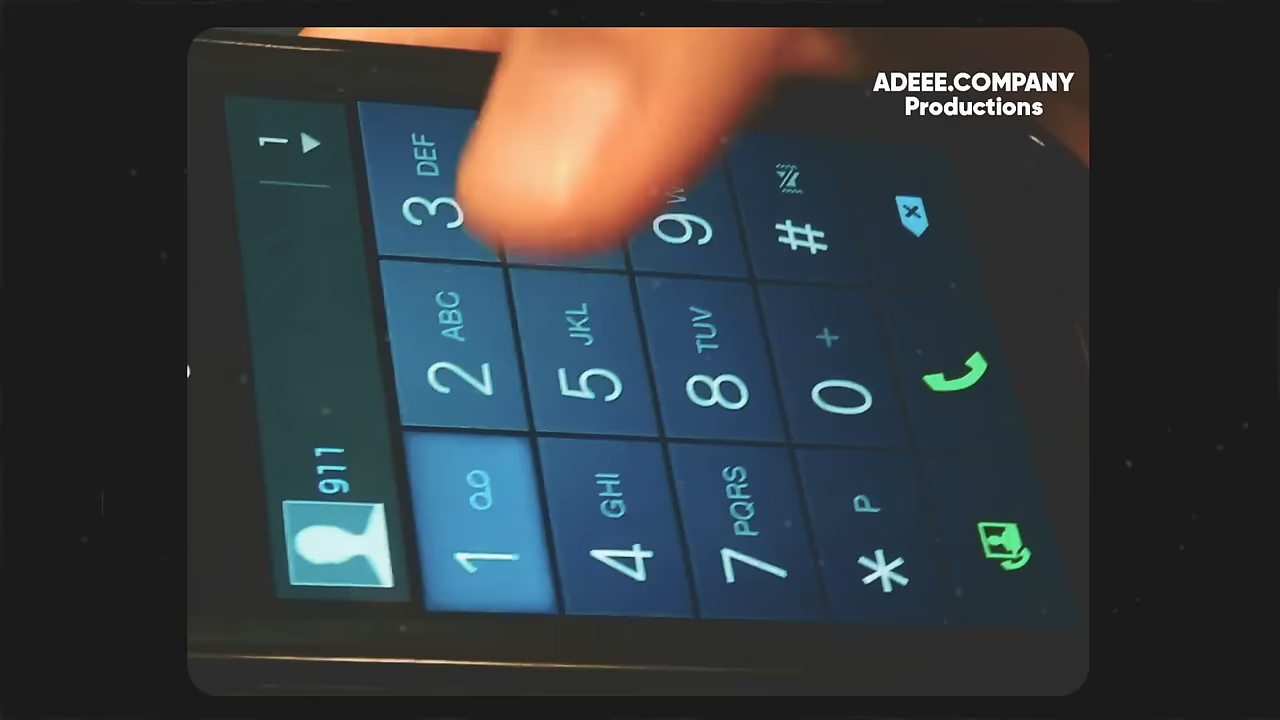 ADEEE.COMPANY
Productions
911
1
1
2 ABC
3 DEF
4 GHI
5 JKL
7 PQRS
8 TUV
9 W
* P
0 +
#